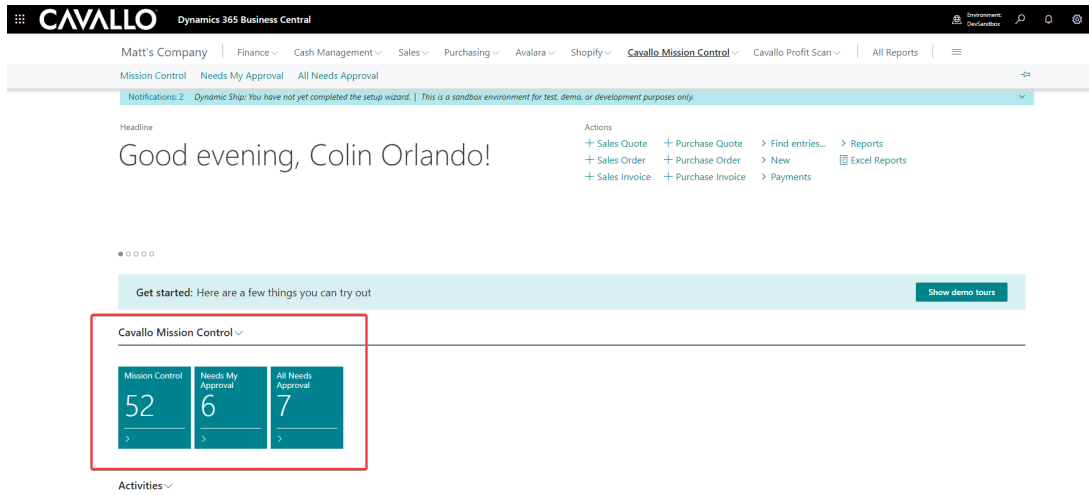 CAVALLO Dynamics 365 Business Central Environment: DevSandbox
Matt's Company Finance Cash Management Sales Purchasing Avalara Shopify Cavallo Mission Control Cavallo Profit Scan All Reports
Mission Control Needs My Approval All Needs Approval
Notifications: 2 Dynamic Ship: You have not yet completed the setup wizard. | This is a sandbox environment for test, demo, or development purposes only.
Headline
Good evening, Colin Orlando!
Actions
+ Sales Quote + Purchase Quote > Find entries... > Reports
+ Sales Order + Purchase Order > New Excel Reports
+ Sales Invoice + Purchase Invoice > Payments
Get started: Here are a few things you can try out Show demo tours
Cavallo Mission Control
Mission Control
52
Needs My
Approval
6
All Needs
Approval
7
Activities